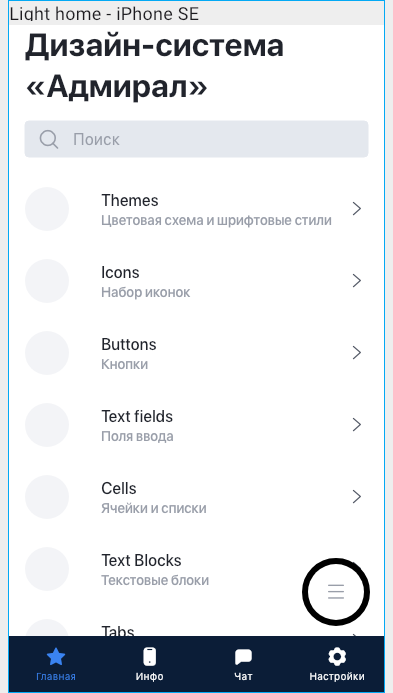 Light home - iPhone SE
Дизайн-система
«Адмирал»
Поиск
Themes
Цветовая схема и шрифтовые стили
Icons
Набор иконок
Buttons
Кнопки
Text fields
Поля ввода
Cells
Ячейки и списки
Text Blocks
Текстовые блоки
Tabs
Главная
Инфо
Чат
Настройки